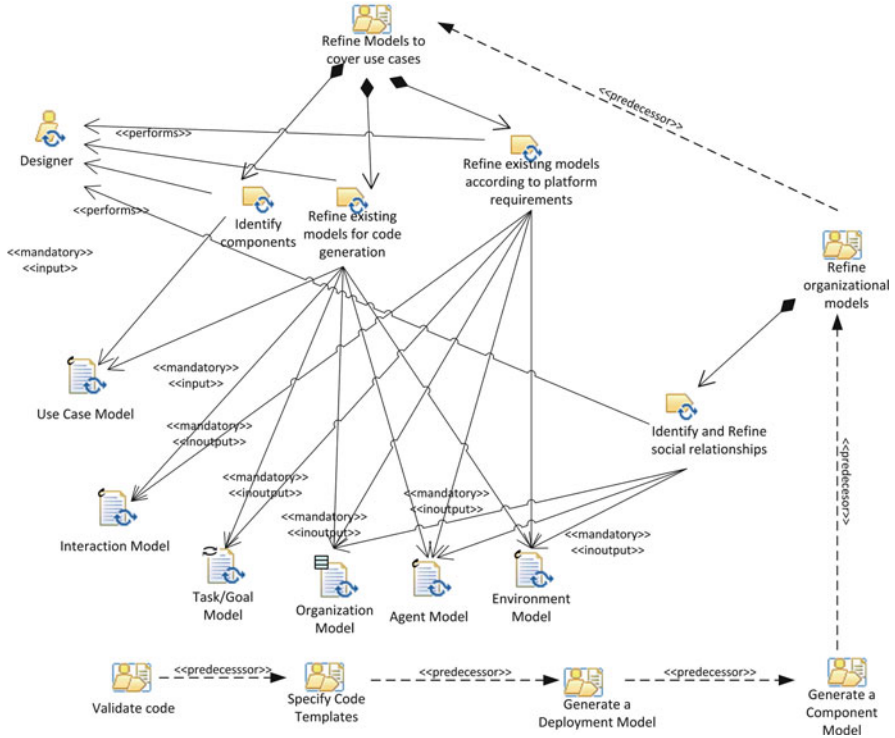 Refine Models to
cover use cases
<<predecessor>>
Designer
<<performs>>
Refine existing models
according to platform
requirements
<<performs>>
Identify
components
Refine existing
models for code
generation
<<mandatory>>
<<input>>
Refine
organizational
models
Use Case Model
<<mandatory>>
<<input>>
<<mandatory>>
<<inoutput>>
Identify and Refine
social relationships
<<predecesor>>
<<mandatory>>
<<inoutput>>
<<mandatory>>
<<inoutput>>
<<mandatory>>
<<inoutput>>
Interaction Model
Task/Goal
Model
Organization
Model
Agent Model
Environment
Model
<<predecesssor>>
<<predecessor>>
<<predecessor>>
Validate code
Specify Code
Templates
Generate a
Deployment Model
Generate a
Component
Model